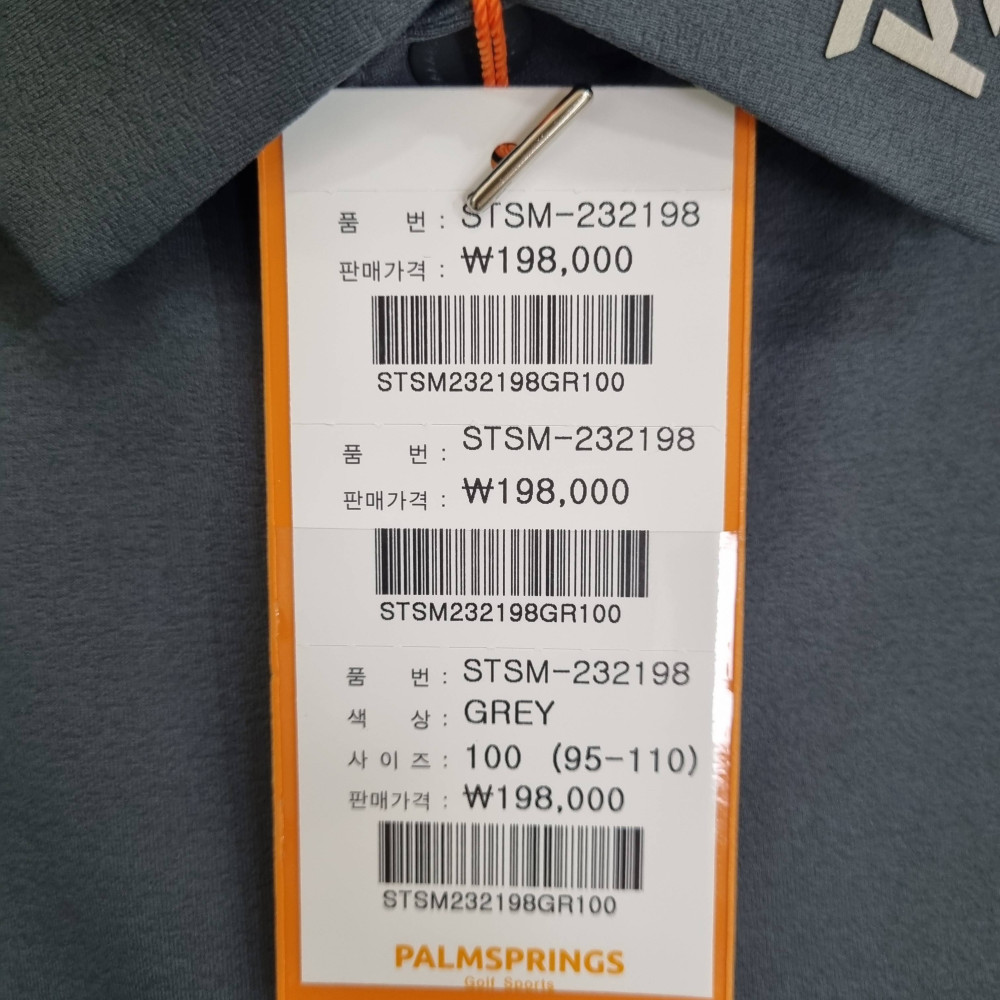 품 번 : STSM-232198
판매가격 : ₩198,000
STSM232198GR100
품 번 : STSM-232198
판매가격 : ₩198,000
STSM232198GR100
품 번 : STSM-232198
색 상 : GREY
사 이 즈 : 100 (95-110)
판매가격 : ₩198,000
STSM232198GR100
PALMSPRINGS
Golf Sports